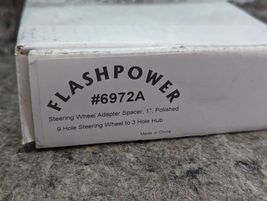 FLASHPOWER
#6972A
Steering Wheel Adapter Spacer, 1", Polished
9 Hole Steering Wheel to 3 Hole Hub
Made in China